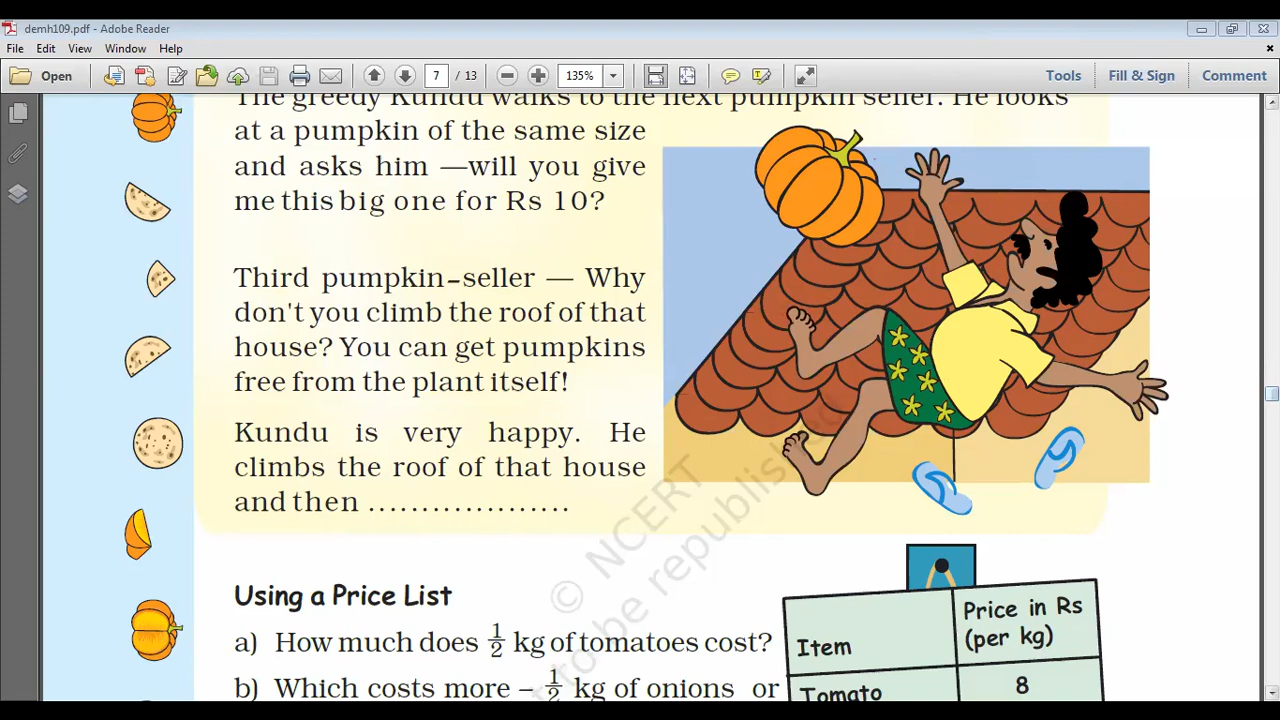 demh109.pdf - Adobe Reader
File Edit View Window Help
Open 7 / 13 135% Tools Fill & Sign Comment
The greedy Kundu walks to the next pumpkin seller. He looks
at a pumpkin of the same size
and asks him —will you give
me this big one for Rs 10?
Third pumpkin-seller — Why
don't you climb the roof of that
house? You can get pumpkins
free from the plant itself!
Kundu is very happy. He
climbs the roof of that house
and then ...................
© NCERT
t to be republished
Using a Price List
a) How much does 1/2 kg of tomatoes cost?
b) Which costs more – 1/2 kg of onions or
Item Price in Rs
(per kg)
Tomato 8